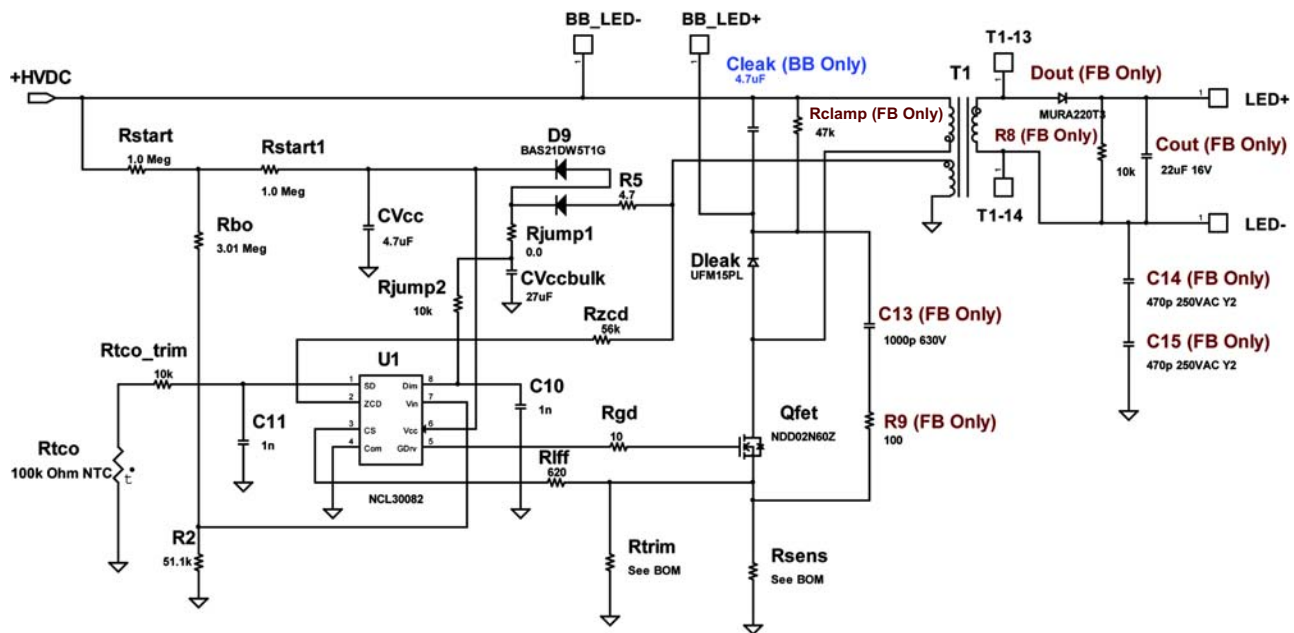 BB_LED-
BB_LED+
T1-13
+HVDC
Cleak (BB Only)
4.7uF
T1
Dout (FB Only)
MURA220T3
LED+
Rclamp (FB Only)
47k
R8 (FB Only)
10k
Cout (FB Only)
22uF 16V
Rstart
1.0 Meg
Rstart1
1.0 Meg
D9
BAS21DW5T1G
R5
4.7
T1-14
LED-
Rbo
3.01 Meg
CVcc
4.7uF
Rjump1
0.0
Dleak
UFM15PL
CVccbulk
27uF
Rjump2
10k
C14 (FB Only)
470p 250VAC Y2
Rzcd
56k
C13 (FB Only)
1000p 630V
C15 (FB Only)
470p 250VAC Y2
Rtco_trim
10k
U1
1 SD Dim 8
2 ZCD Vin 7
3 CS Vcc 6
4 Com GDrv 5
NCL30082
C11
1n
C10
1n
Rgd
10
Qfet
NDD02N60Z
R9 (FB Only)
100
Rtco
100k Ohm NTC
t°
Rlff
620
R2
51.1k
Rtrim
See BOM
Rsens
See BOM
1
1
1
1
1
1